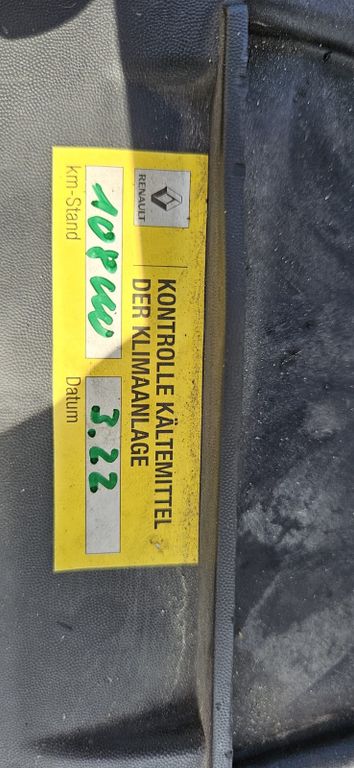 RENAULT
KONTROLLE KÄLTEMITTEL
DER KLIMAANLAGE
km-Stand
Datum
3.22